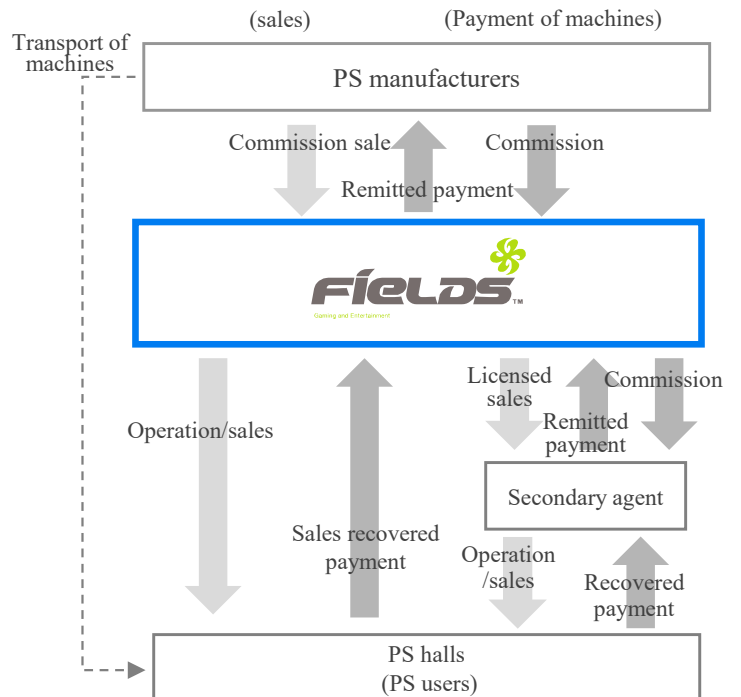 (sales)
(Payment of machines)
Transport of
machines
PS manufacturers
Commission sale
Commission
Remitted payment
FIELDS™
Gaming and Entertainment
Licensed
sales
Commission
Remitted
payment
Operation/sales
Secondary agent
Sales recovered
payment
Operation
/sales
Recovered
payment
PS halls
(PS users)